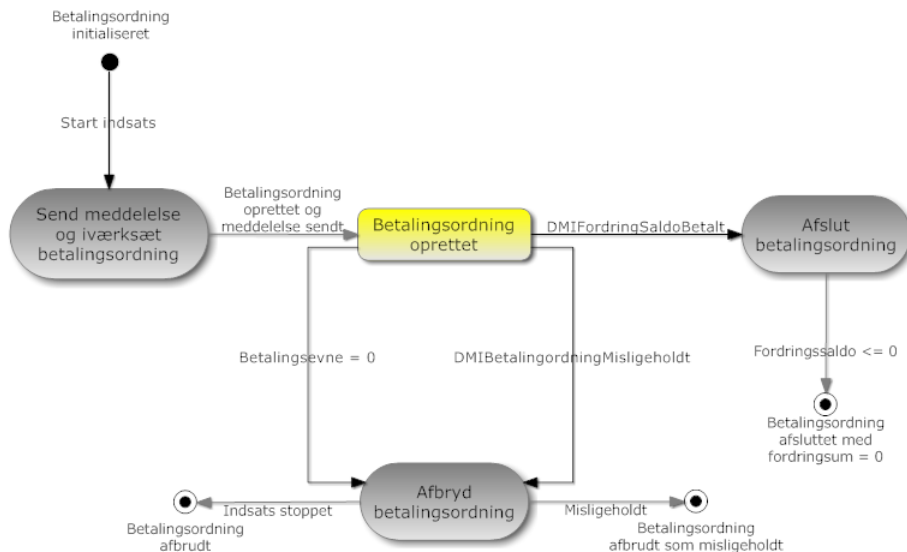 Betalingsordning
initialiseret
Start indsats
Send meddelelse
og iværksæt
betalingsordning
Betalingsordning
oprettet og
meddelelse sendt
Betalingsordning
oprettet
DMIFordringSaldoBetalt
Afslut
betalingsordning
Betalingsevne = 0
DMIBetalingordningMisligeholdt
Fordringssaldo <= 0
Betalingsordning
afsluttet med
fordringsum = 0
Afbryd
betalingsordning
Indsats stoppet
Misligeholdt
Betalingsordning
afbrudt
Betalingsordning
afbrudt som misligeholdt